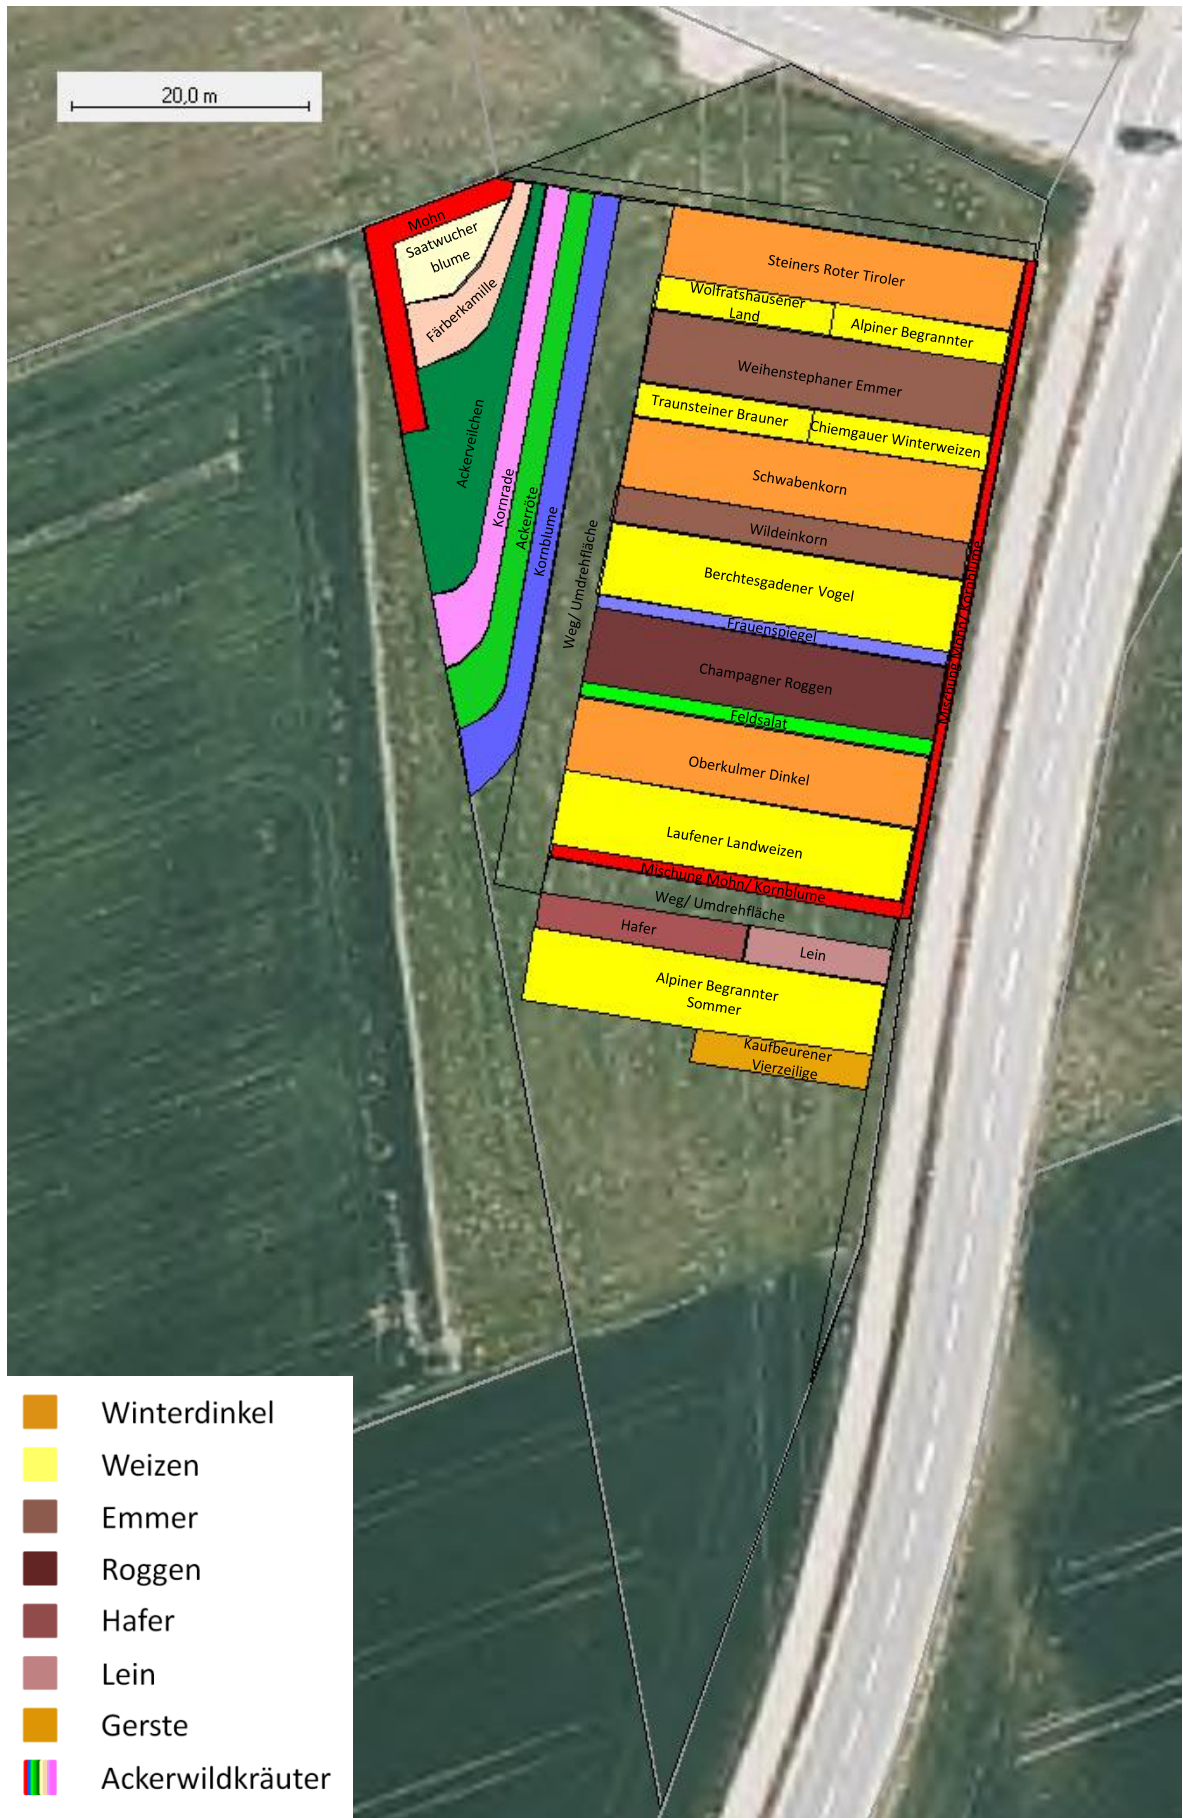 20,0 m
Mohn
Saatwucher
blume
Färberkamille
Ackerveilchen
Kornrade
Ackerröte
Kornblume
Weg/ Umdrehfläche
Steiners Roter Tiroler
Wolfratshausener
Land
Alpiner Begrannter
Weihenstephaner Emmer
Traunsteiner Brauner
Chiemgauer Winterweizen
Schwabenkorn
Wildeinkorn
Berchtesgadener Vogel
Frauenspiegel
Champagner Roggen
Feldsalat
Oberkulmer Dinkel
Laufener Landweizen
Mischung Mohn/ Kornblume
Mischung Mohn/ Kornblume
Weg/ Umdrehfläche
Hafer
Lein
Alpiner Begrannter
Sommer
Kaufbeurener
Vierzeilige
Winterdinkel
Weizen
Emmer
Roggen
Hafer
Lein
Gerste
Ackerwildkräuter